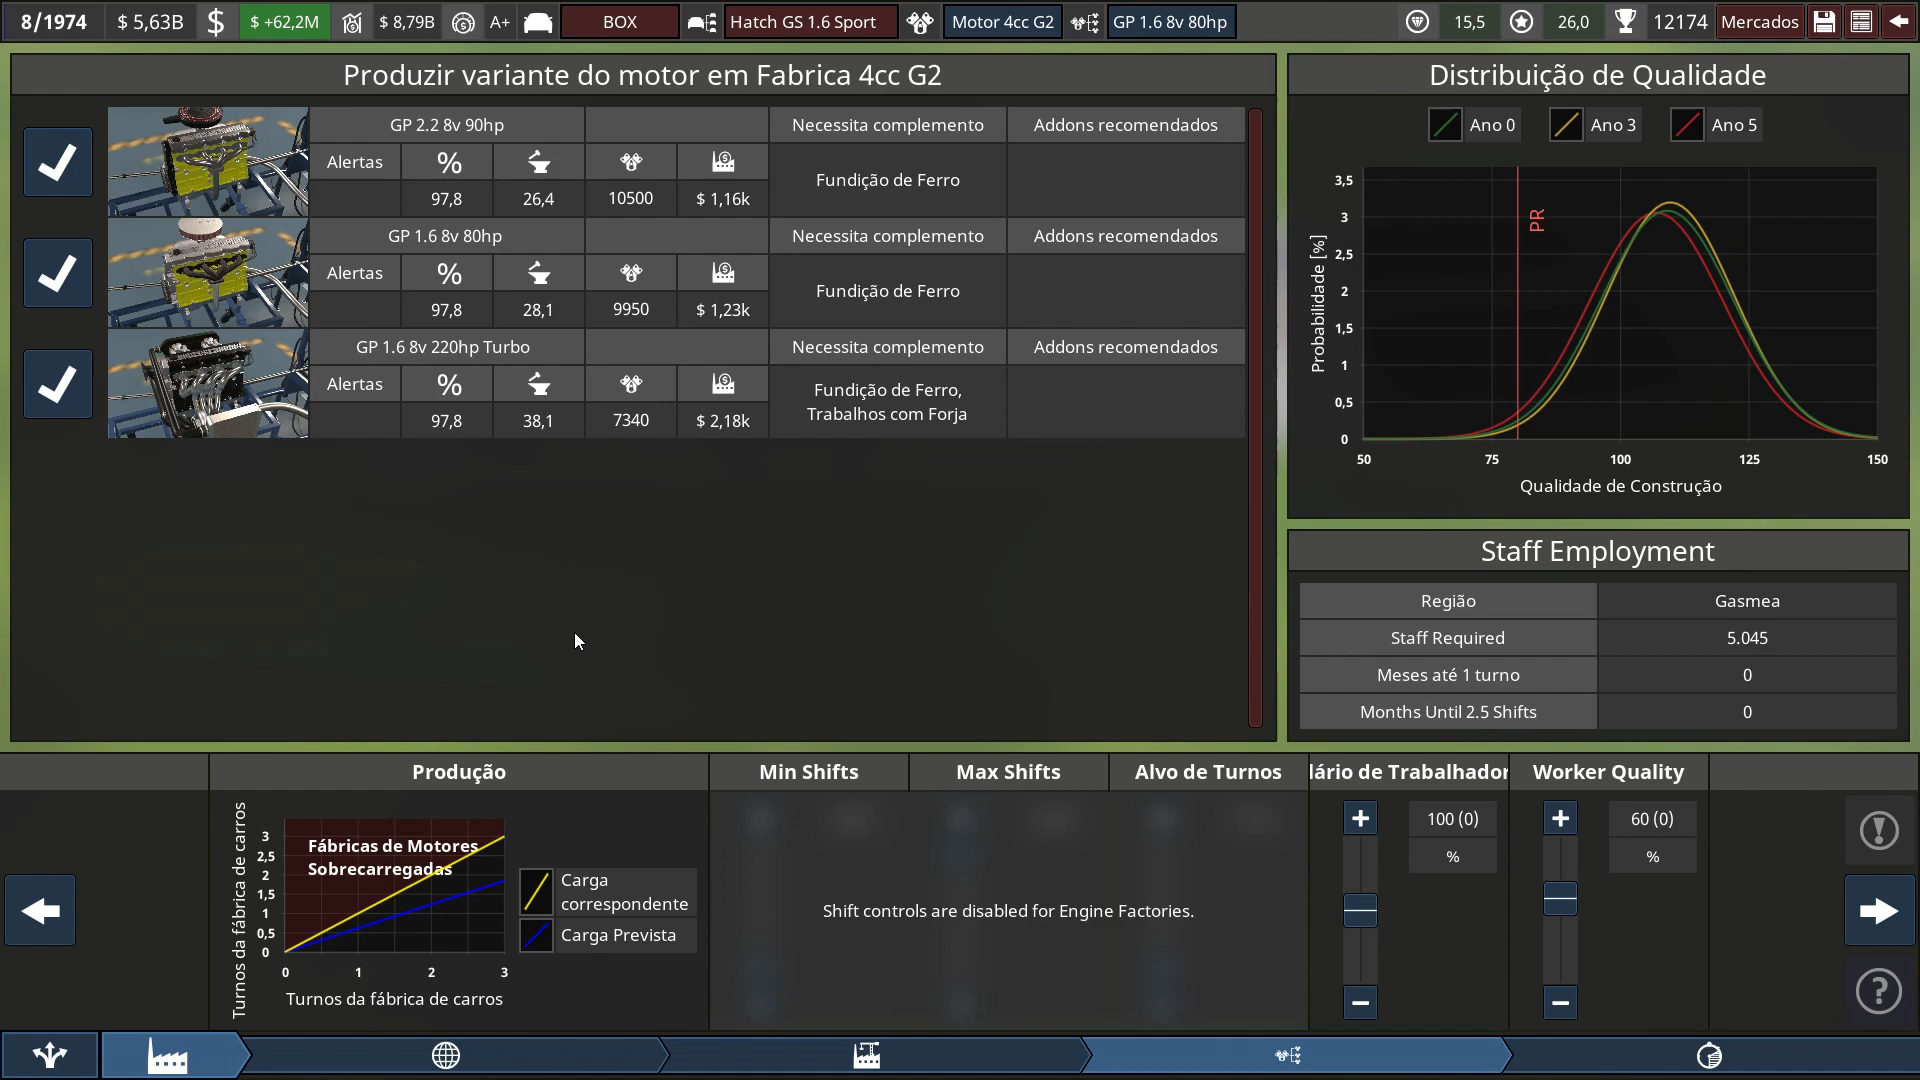 8/1974 $ 5,63B $ +62,2M $ 8,79B A+ BOX Hatch GS 1.6 Sport Motor 4cc G2 GP 1.6 8v 80hp 15,5 26,0 12174 Mercados
Produzir variante do motor em Fabrica 4cc G2
GP 2.2 8v 90hp Necessita complemento Addons recomendados
Alertas %
Fundição de Ferro
97,8 26,4 10500 $ 1,16k
GP 1.6 8v 80hp Necessita complemento Addons recomendados
Alertas %
Fundição de Ferro
97,8 28,1 9950 $ 1,23k
GP 1.6 8v 220hp Turbo Necessita complemento Addons recomendados
Alertas %
Fundição de Ferro,
Trabalhos com Forja
97,8 38,1 7340 $ 2,18k
Distribuição de Qualidade
Ano 0 Ano 3 Ano 5
Probabilidade [%]
3,5
3
2,5
2
1,5
1
0,5
0
PR
50 75 100 125 150
Qualidade de Construção
Staff Employment
Região Gasmea
Staff Required 5.045
Meses até 1 turno 0
Months Until 2.5 Shifts 0
Produção
Turnos da fábrica de carros
3
2,5
2
1,5
1
0,5
0
Fábricas de Motores
Sobrecarregadas
0 1 2 3
Turnos da fábrica de carros
Carga
correspondente
Carga Prevista
Min Shifts Max Shifts Alvo de Turnos
Shift controls are disabled for Engine Factories.
lário de Trabalhador
100 (0)
%
Worker Quality
60 (0)
%